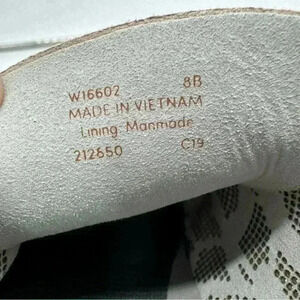 W16602 8B
MADE IN VIETNAM
Lining: Manmade
212650 C19